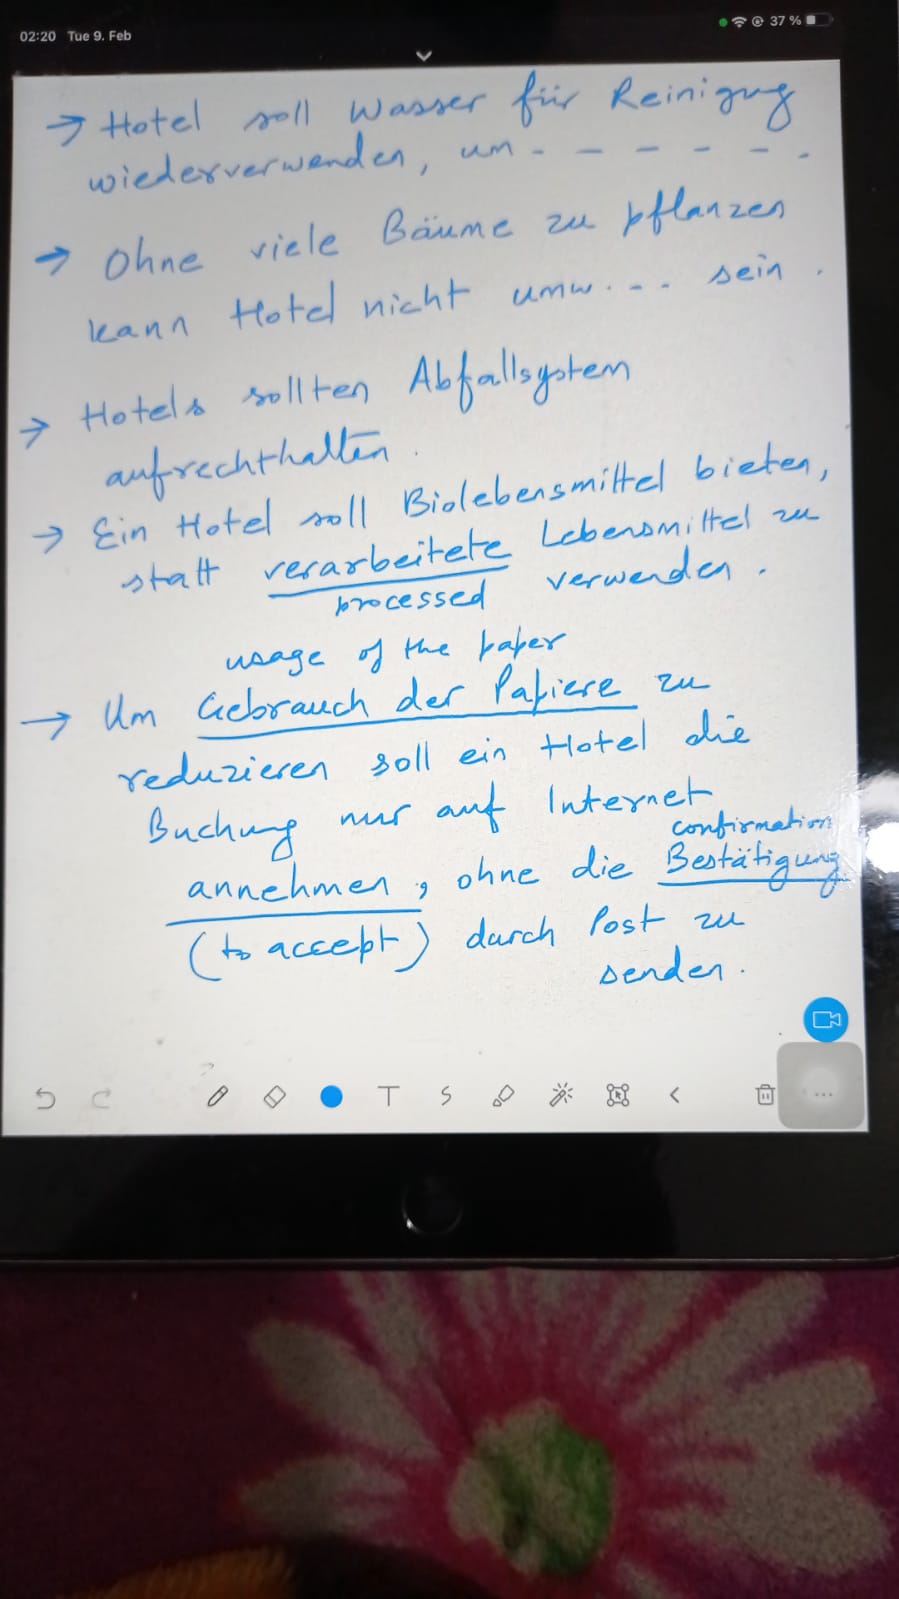 02:20 Tue 9. Feb
37 %
→ Hotel soll Wasser für Reinigung
wiederverwenden, um - - - - - -
→ Ohne viele Bäume zu pflanzen
kann Hotel nicht umw. - - . sein .
→ Hotels sollten Abfallsystem
aufrechthalten .
→ Ein Hotel soll Biolebensmittel bieten,
statt verarbeitete Lebensmittel zu
processed verwenden .
usage of the paper
→ Um Gebrauch der Papiere zu
reduzieren soll ein Hotel die
Buchung nur auf Internet
confirmation
annehmen, ohne die Bestätigung
(to accept) durch Post zu
senden .
T S